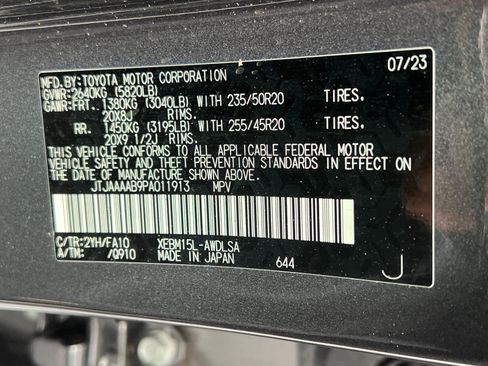 MFD.BY:TOYOTA MOTOR CORPORATION 07/23
GVWR:2640KG (5820LB)
GAWR:FRT. 1380KG (3040LB) WITH 235/50R20 TIRES.
20X8J RIMS.
RR. 1450KG (3195LB) WITH 255/45R20 TIRES.
20X9 1/2J RIMS.
THIS VEHICLE CONFORMS TO ALL APPLICABLE FEDERAL MOTOR
VEHICLE SAFETY AND THEFT PREVENTION STANDARDS IN EFFECT ON
THE DATE OF MANUFACTURE SHOWN ABOVE.
JTJAAAAB9PA011913 MPV
C/TR:2YH/FA10 XEBM15L-AWDLSA
A/TM: /Q910 MADE IN JAPAN 644
J